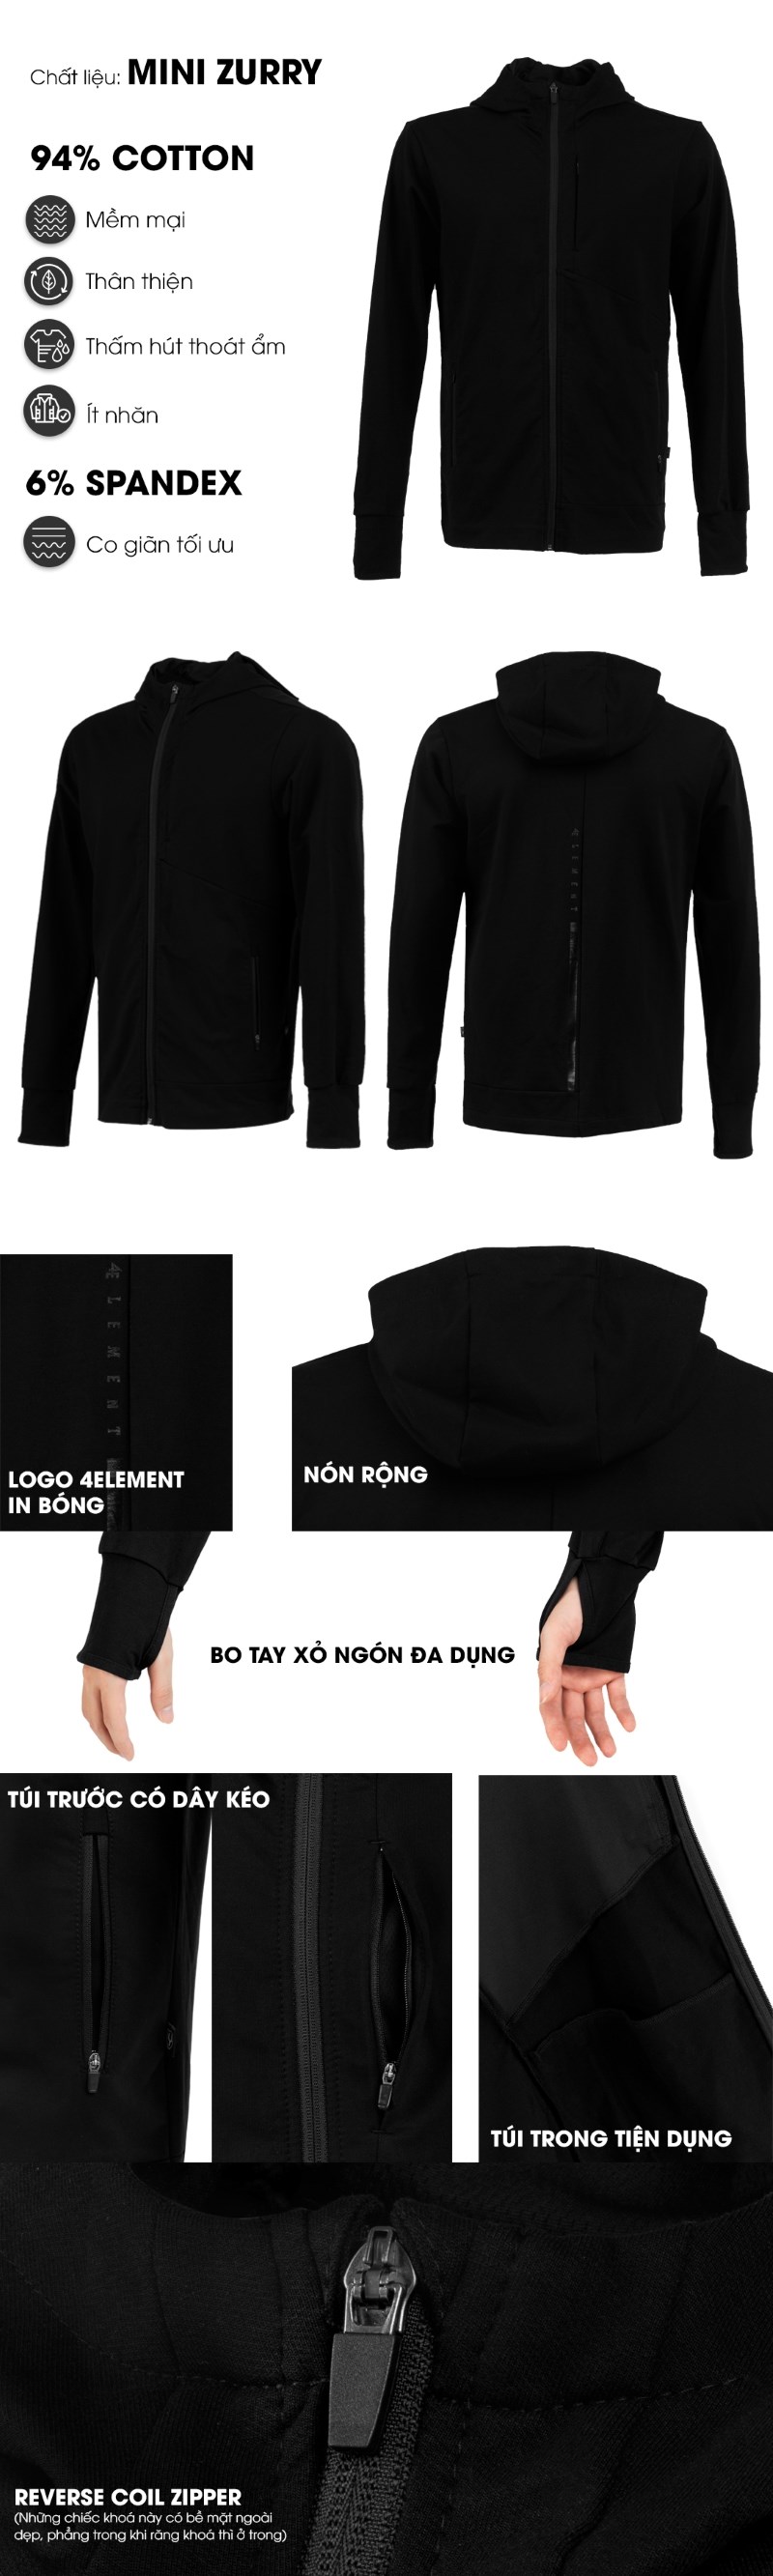 Chất liệu: MINI ZURRY
94% COTTON
Mềm mại
Thân thiện
Thấm hút thoát ẩm
Ít nhăn
6% SPANDEX
Co giãn tối ưu
4ELEMENT
4ELEMENT
LOGO 4ELEMENT
IN BÓNG
NÓN RỘNG
BO TAY XỎ NGÓN ĐA DỤNG
TÚI TRƯỚC CÓ DÂY KÉO
TÚI TRONG TIỆN DỤNG
REVERSE COIL ZIPPER
(Những chiếc khoá này có bề mặt ngoài
dẹp, phẳng trong khi răng khoá thì ở trong)